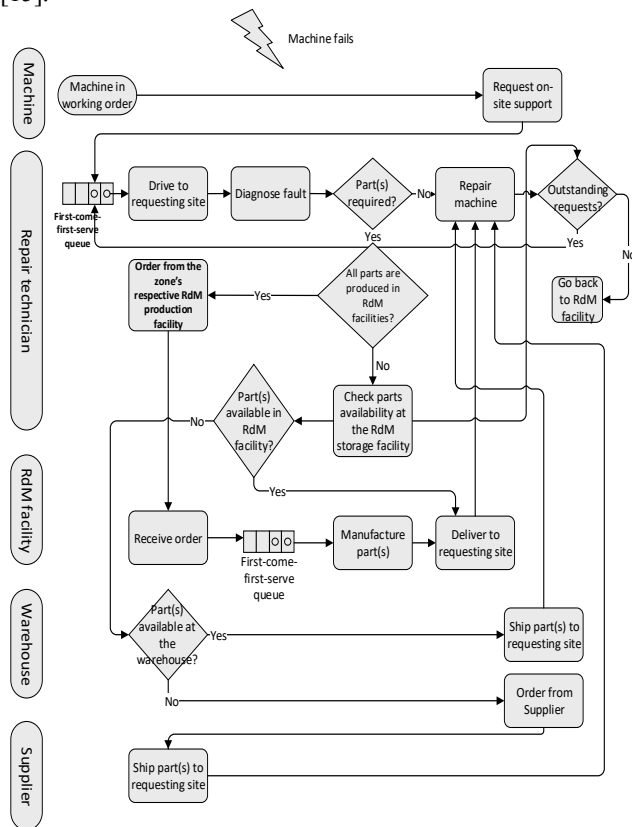 [15].
Machine fails
Machine
Machine in
working order
Request on-
site support
Repair technician
First-come-
first-serve
queue
Drive to
requesting site
Diagnose fault
Part(s)
required?
No
Repair
machine
Outstanding
requests?
Yes
Yes
No
Order from the
zone's
respective RdM
production
facility
Yes
All parts are
produced in
RdM
facilities?
Go back
to RdM
facility
No
Part(s)
available in
RdM
facility?
No
Check parts
availability at
the RdM
storage facility
Yes
RdM facility
Receive order
First-come-
first-serve
queue
Manufacture
part(s)
Deliver to
requesting site
Warehouse
Part(s)
available at
the
warehouse?
Yes
Ship part(s) to
requesting site
No
Order from
Supplier
Supplier
Ship part(s) to
requesting site